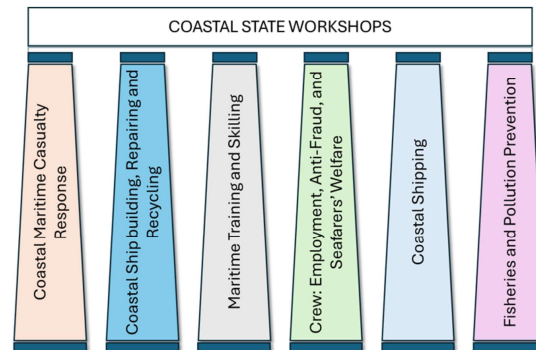 COASTAL STATE WORKSHOPS
Coastal Maritime Casualty
Response
Coastal Ship building, Repairing and
Recycling
Maritime Training and Skilling
Crew: Employment, Anti-Fraud, and
Seafarers' Welfare
Coastal Shipping
Fisheries and Pollution Prevention